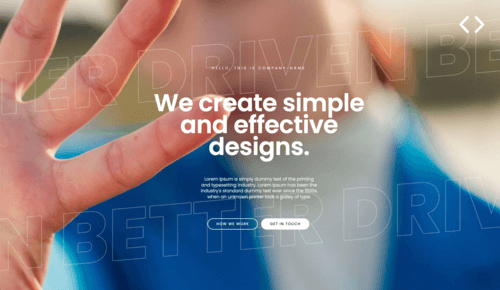 TTER DRIVEN BE
HELLO, THIS IS COMPANY NAME
We create simple
and effective
designs.
Lorem Ipsum is simply dummy text of the printing
and typesetting industry. Lorem Ipsum has been the
industry's standard dummy text ever since the 1500s,
when an unknown printer took a galley of type.
HOW WE WORK
GET IN TOUCH
N BETTER DRIV